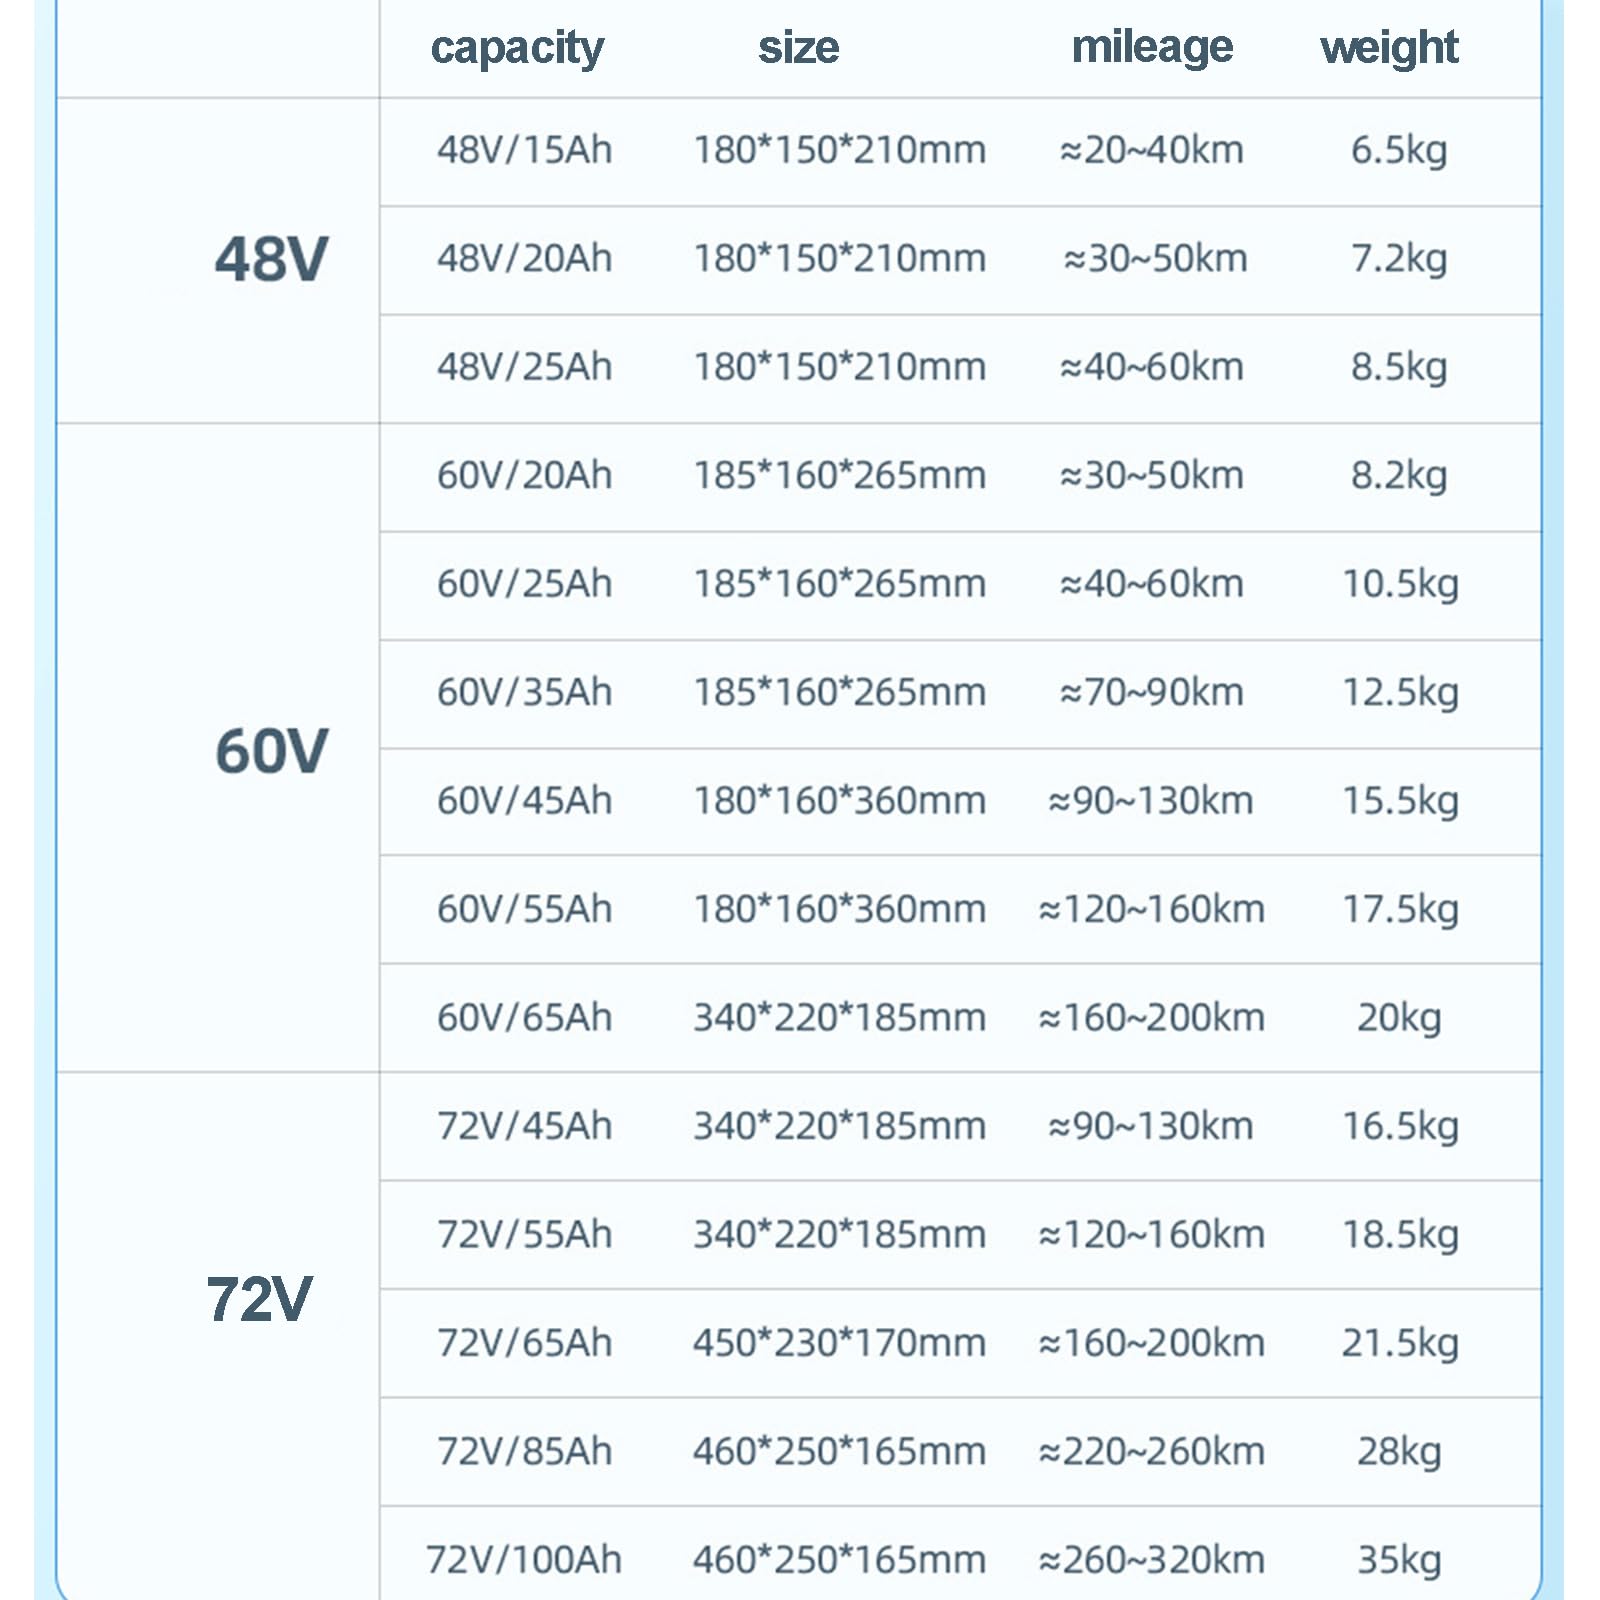 capacity size mileage weight
48V
48V/15Ah 180*150*210mm ≈20~40km 6.5kg
48V/20Ah 180*150*210mm ≈30~50km 7.2kg
48V/25Ah 180*150*210mm ≈40~60km 8.5kg
60V
60V/20Ah 185*160*265mm ≈30~50km 8.2kg
60V/25Ah 185*160*265mm ≈40~60km 10.5kg
60V/35Ah 185*160*265mm ≈70~90km 12.5kg
60V/45Ah 180*160*360mm ≈90~130km 15.5kg
60V/55Ah 180*160*360mm ≈120~160km 17.5kg
60V/65Ah 340*220*185mm ≈160~200km 20kg
72V
72V/45Ah 340*220*185mm ≈90~130km 16.5kg
72V/55Ah 340*220*185mm ≈120~160km 18.5kg
72V/65Ah 450*230*170mm ≈160~200km 21.5kg
72V/85Ah 460*250*165mm ≈220~260km 28kg
72V/100Ah 460*250*165mm ≈260~320km 35kg